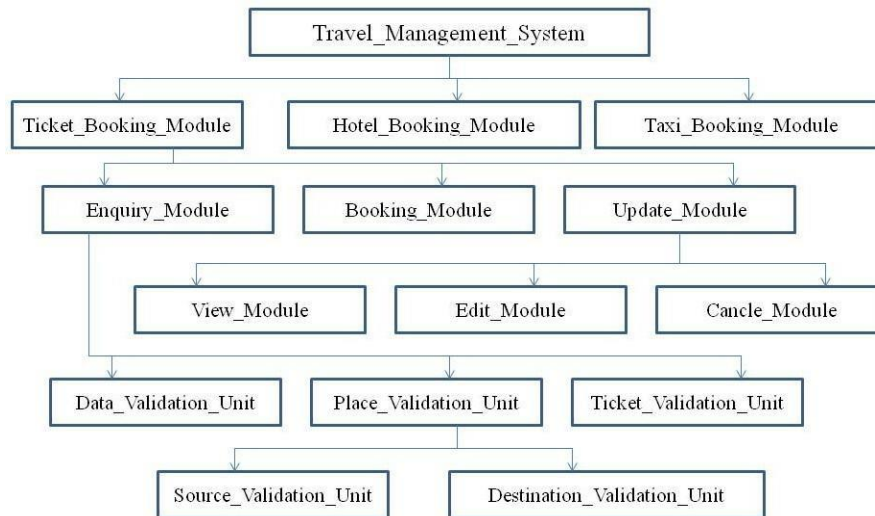 Travel_Management_System
Ticket_Booking_Module
Hotel_Booking_Module
Taxi_Booking_Module
Enquiry_Module
Booking_Module
Update_Module
View_Module
Edit_Module
Cancle_Module
Data_Validation_Unit
Place_Validation_Unit
Ticket_Validation_Unit
Source_Validation_Unit
Destination_Validation_Unit